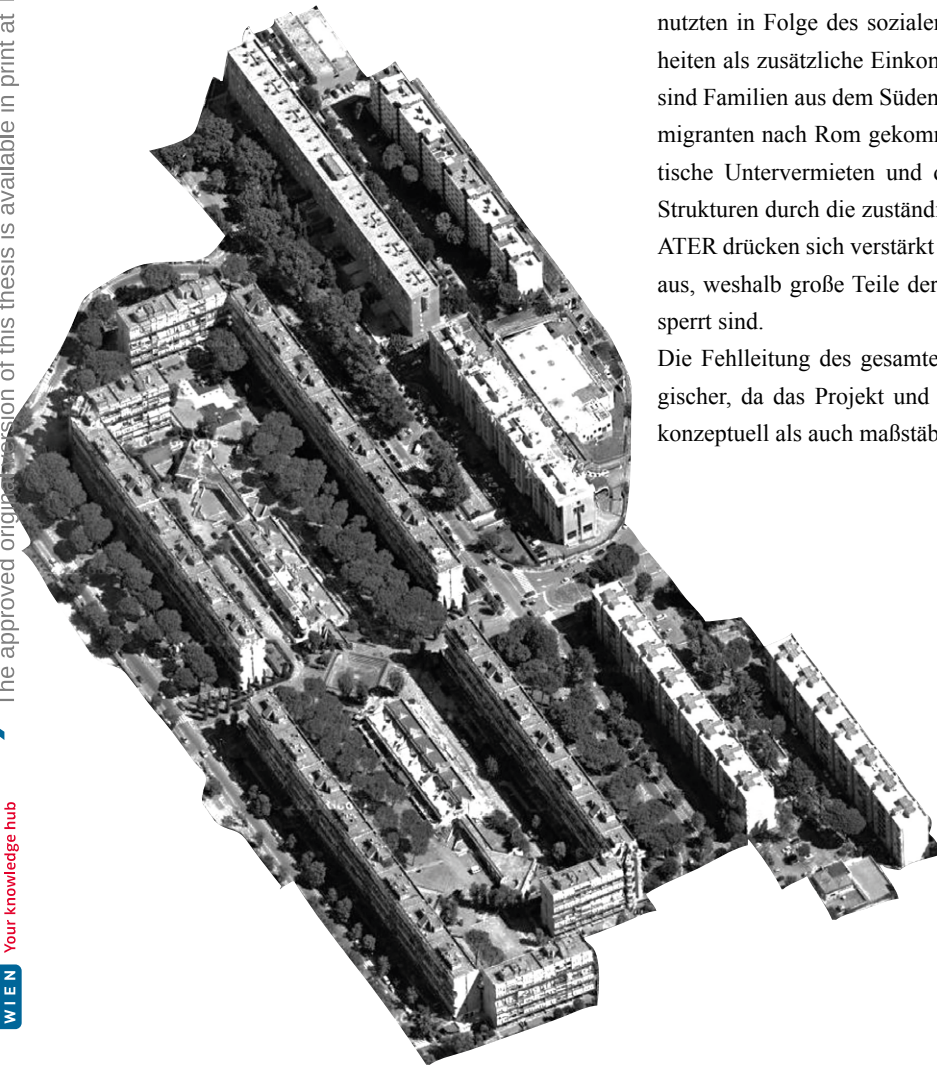 nutzten in Folge des sozialen
heiten als zusätzliche Einkom
sind Familien aus dem Süden
migranten nach Rom gekomm
tische Untervermieten und
Strukturen durch die zuständi
ATER drücken sich verstärkt
aus, weshalb große Teile der
sperrt sind.
Die Fehlleitung des gesamte
gischer, da das Projekt und
konzeptuell als auch maßstäb
The approved original version of this thesis is available in print at
WIEN Your knowledge hub